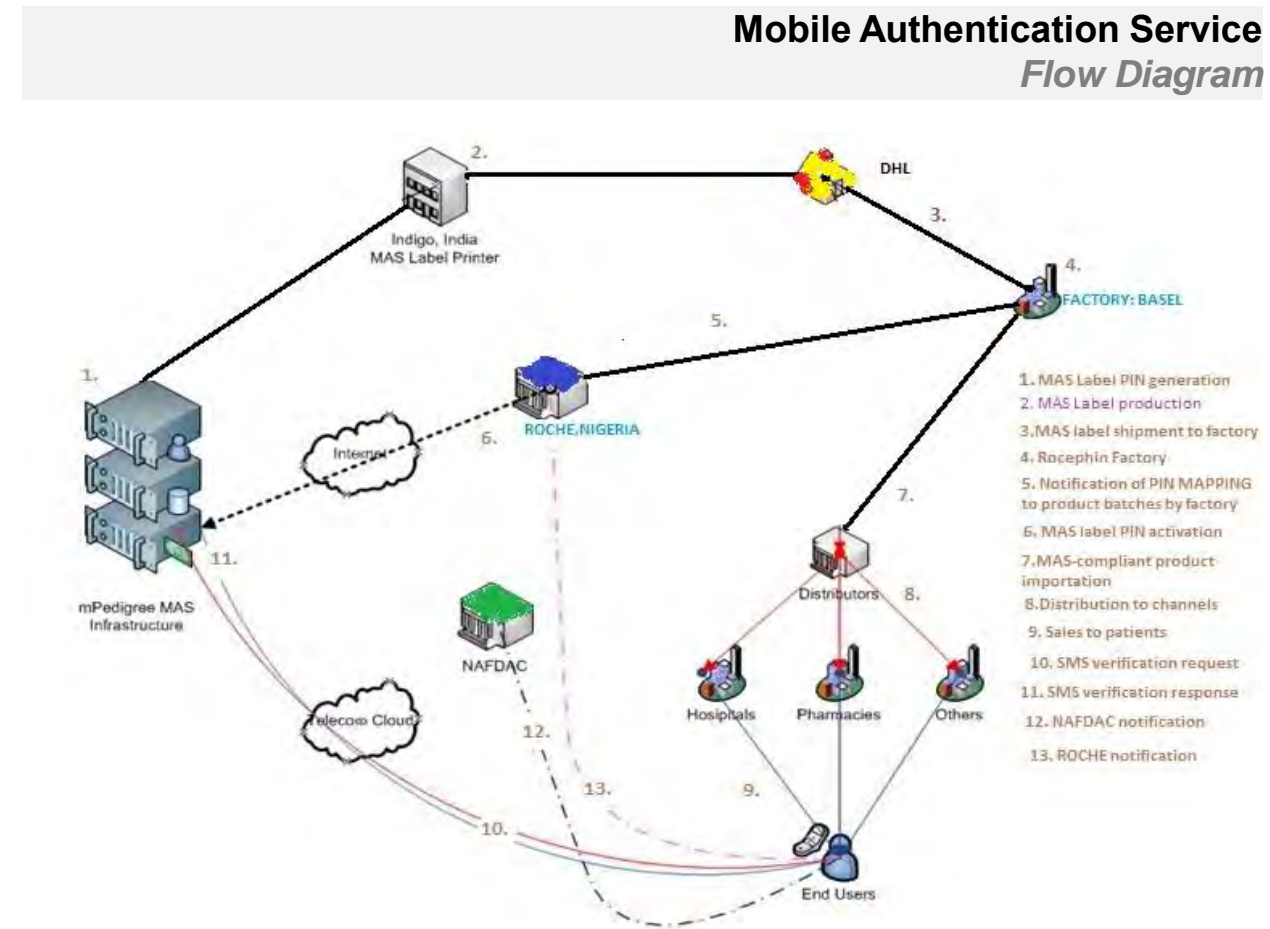 Mobile Authentication Service
Flow Diagram
2.
DHL
3.
Indigo, India
MAS Label Printer
4.
FACTORY: BASEL
5.
1.
ROCHE,NIGERIA
6.
Internet
7.
11.
mPedigree MAS
Infrastructure
NAFDAC
Distributors
8.
Hosipitals
Pharmacies
Others
Telecom Cloud
12.
13.
9.
10.
End Users
1. MAS Label PIN generation
2. MAS Label production
3.MAS label shipment to factory
4. Rocephin Factory
5. Notification of PIN MAPPING
to product batches by factory
6. MAS label PIN activation
7.MAS-compliant product
importation
8.Distribution to channels
9. Sales to patients
10. SMS verification request
11. SMS verification response
12. NAFDAC notification
13. ROCHE notification